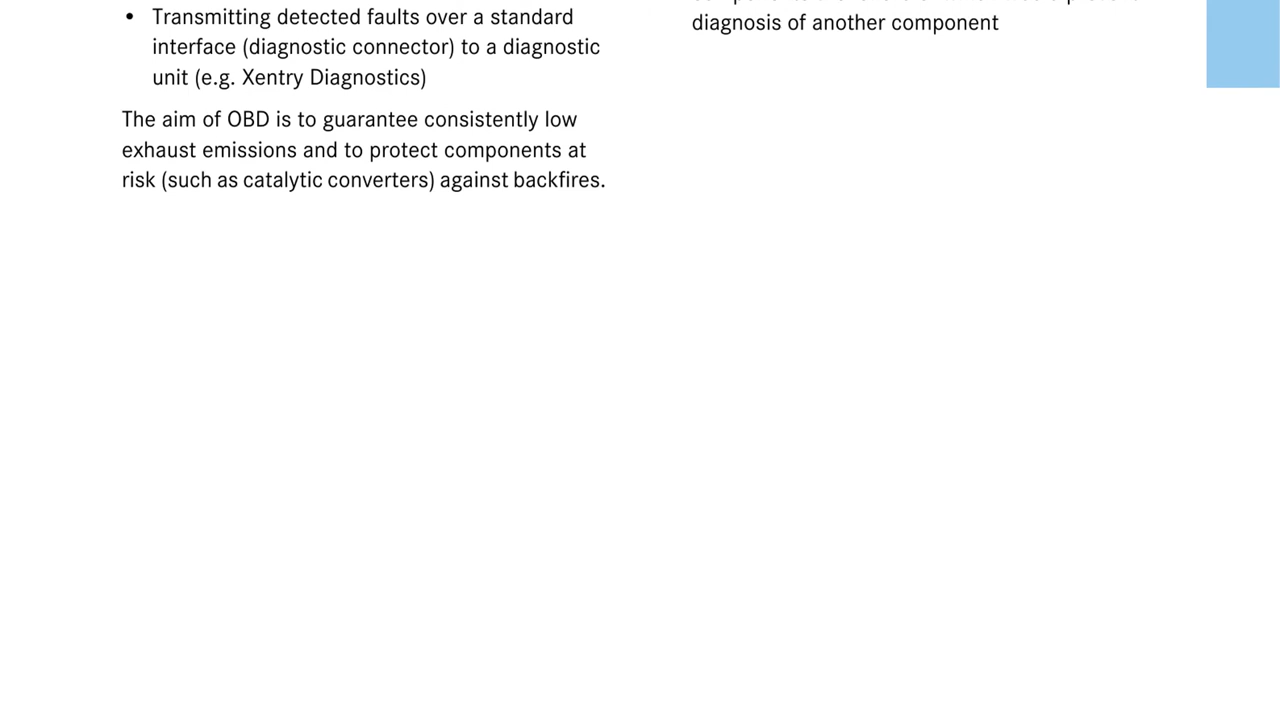 • Transmitting detected faults over a standard
interface (diagnostic connector) to a diagnostic
unit (e.g. Xentry Diagnostics)
The aim of OBD is to guarantee consistently low
exhaust emissions and to protect components at
risk (such as catalytic converters) against backfires.
diagnosis of another component